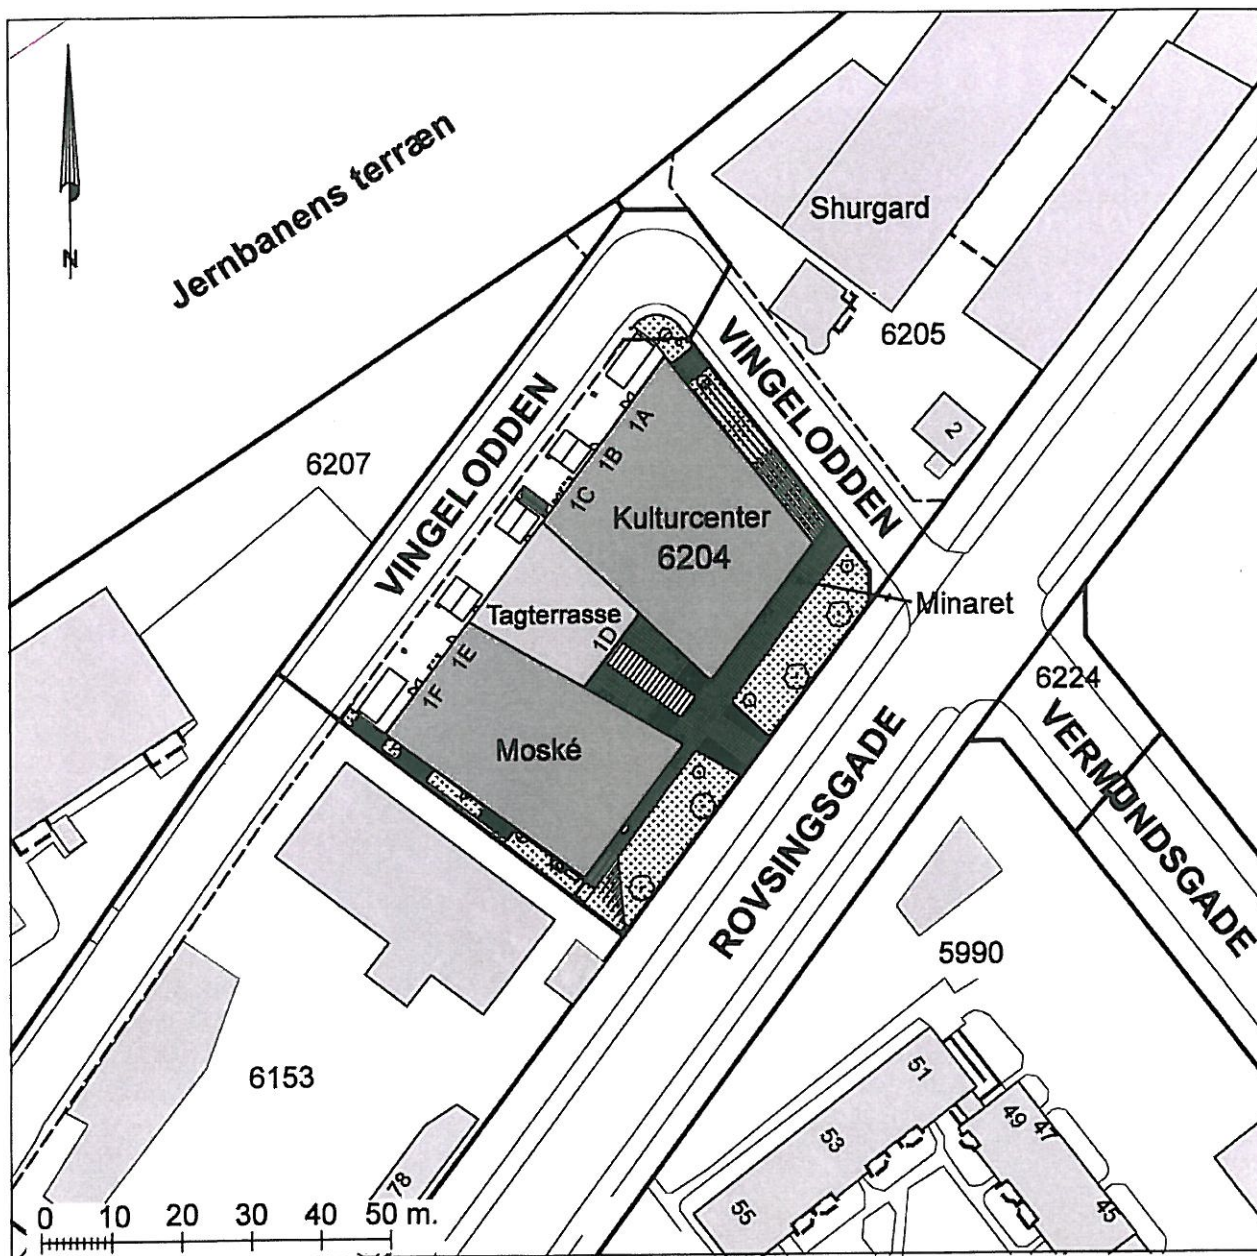 Jernbanens terræn
N
Shurgard
6205
VINGELODDEN
2
6207
VINGELODDEN
1A
1B
1C
Kulturcenter
6204
Minaret
Tagterrasse
1D
1E
1F
Moské
6224
VERMUNDSGADE
ROVSINGSGADE
5990
6153
51
49
47
53
45
55
78
0 10 20 30 40 50 m.